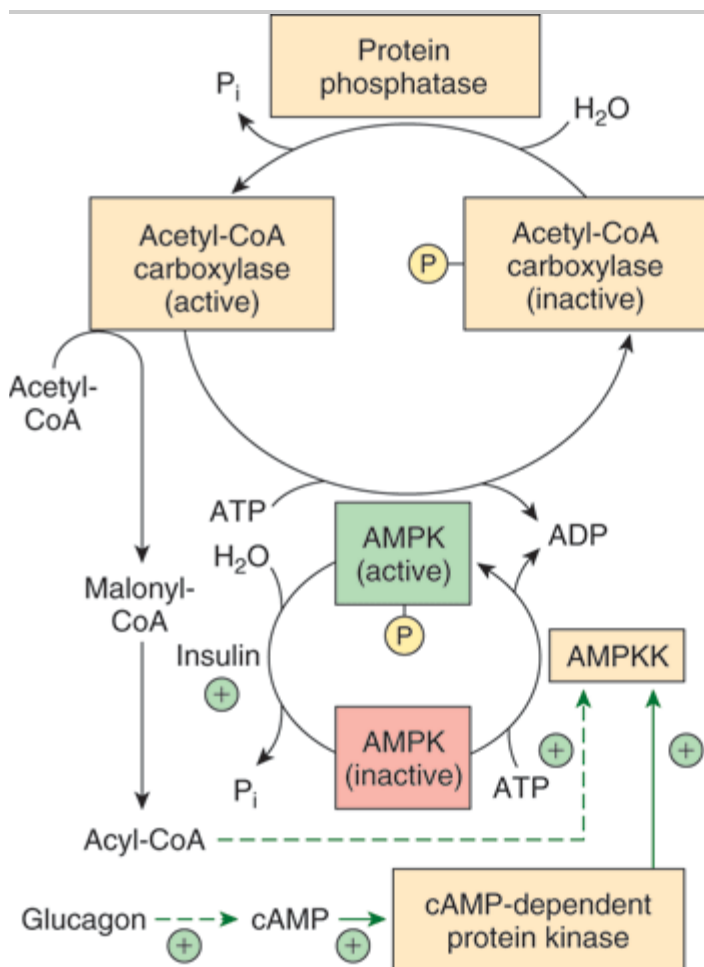 Protein
phosphatase
Pi
H2O
Acetyl-CoA
carboxylase
(active)
P
Acetyl-CoA
carboxylase
(inactive)
Acetyl-
CoA
ATP
ADP
H2O
AMPK
(active)
P
Malonyl-
CoA
Insulin
+
AMPKK
AMPK
(inactive)
Pi
ATP
+
+
Acyl-CoA
Glucagon
+
cAMP
+
cAMP-dependent
protein kinase